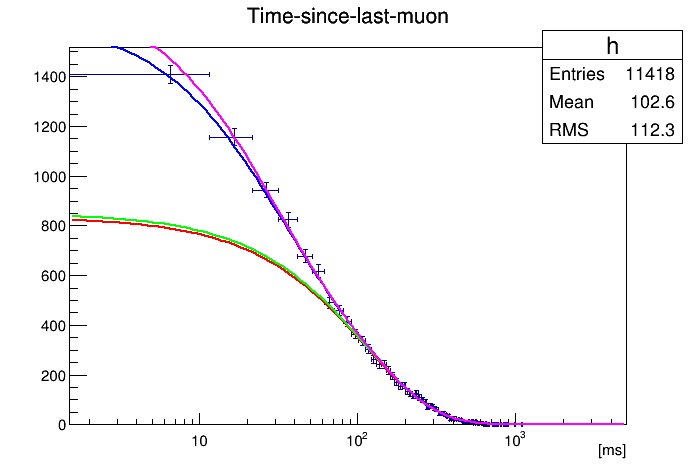 Time-since-last-muon
h
Entries 11418
Mean 102.6
RMS 112.3
1400
1200
1000
800
600
400
200
0
10
10²
10³
[ms]